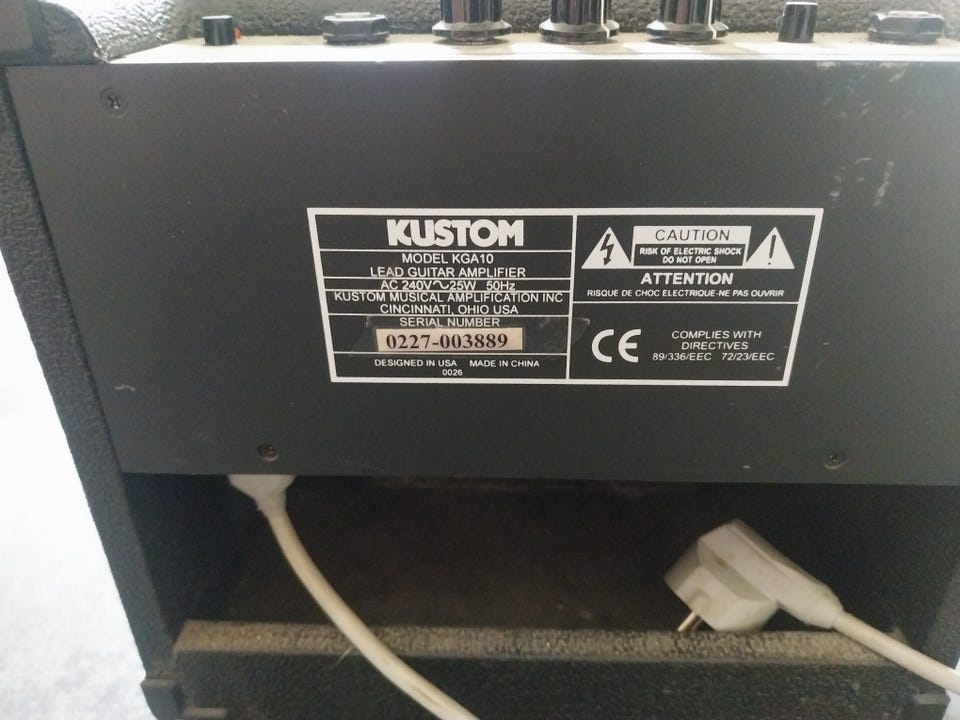 KUSTOM
MODEL KGA10
LEAD GUITAR AMPLIFIER
AC 240V～25W 50Hz
KUSTOM MUSICAL AMPLIFICATION INC
CINCINNATI, OHIO USA
SERIAL NUMBER
0227-003889
DESIGNED IN USA MADE IN CHINA
0026
CAUTION
RISK OF ELECTRIC SHOCK
DO NOT OPEN
ATTENTION
RISQUE DE CHOC ELECTRIQUE-NE PAS OUVRIR
CE
COMPLIES WITH
DIRECTIVES
89/336/EEC 72/23/EEC